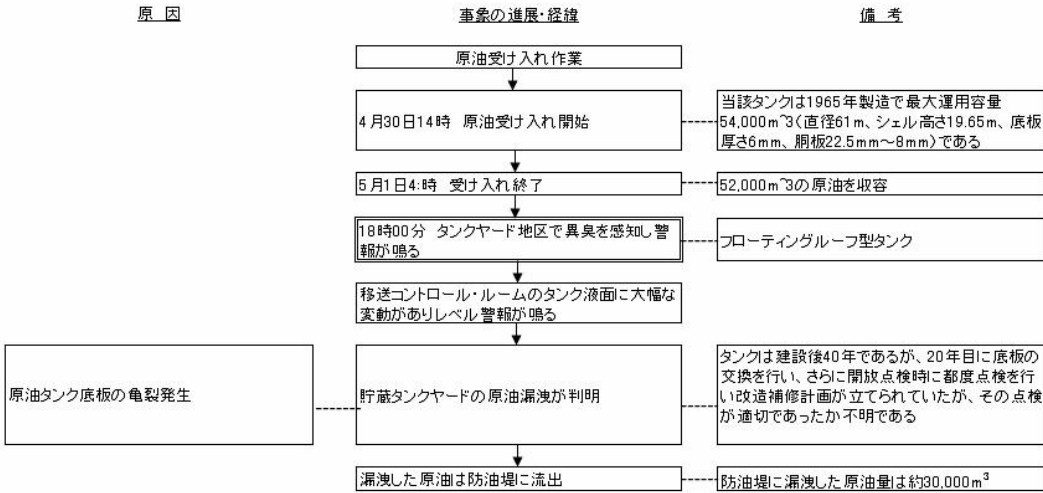 原 因
事象の進展・経緯
備 考
原油受け入れ作業
4月30日14時 原油受け入れ開始
当該タンクは1965年製造で最大運用容量
54,000m~3(直径61m、シェル高さ19.65m、底板
厚さ6mm、胴板22.5mm～8mm)である
5月1日4:時 受け入れ終了
52,000m~3の原油を収容
18時00分 タンクヤード地区で異臭を感知し警
報が鳴る
フローティングルーフ型タンク
移送コントロール・ルームのタンク液面に大幅な
変動がありレベル警報が鳴る
原油タンク底板の亀裂発生
貯蔵タンクヤードの原油漏洩が判明
タンクは建設後40年であるが、20年目に底板の
交換を行い、さらに開放点検時に都度点検を行
い改造補修計画が立てられていたが、その点検
が適切であったか不明である
漏洩した原油は防油堤に流出
防油堤に漏洩した原油量は約30,000m³